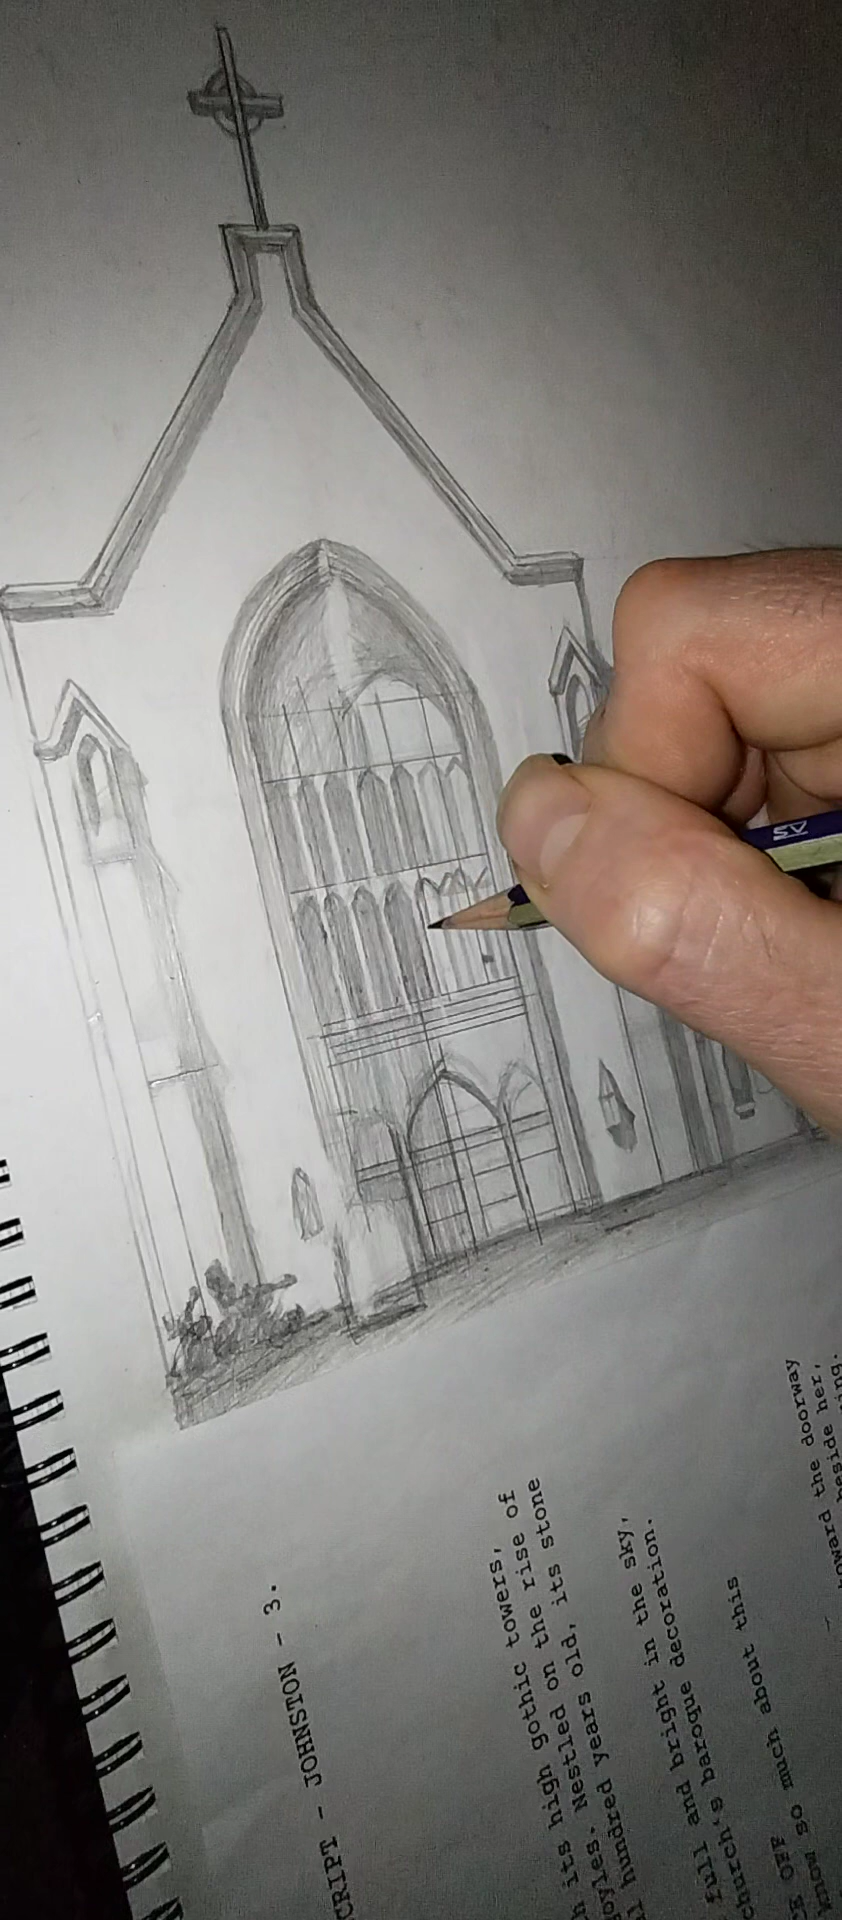 CRIPT - JOHNSTON - 3.
h its high gothic towers,
oyles. Nestled on the rise of
ll hundred years old, its stone
full and bright in the sky,
church's baroque decoration.
E OFF
know so much about this
toward the doorway
beside her,
ing.